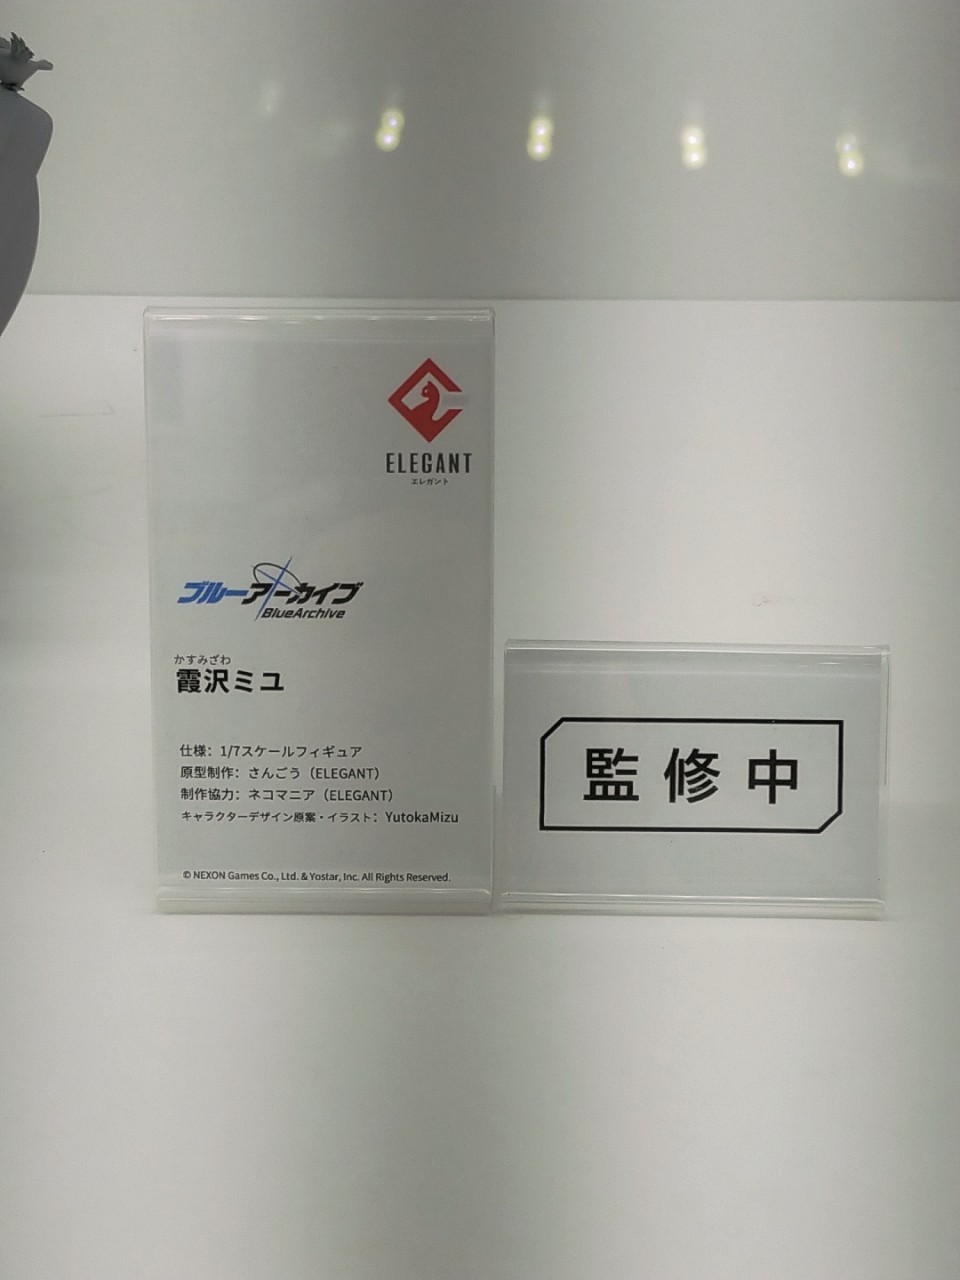 ELEGANT
エレガント
ブルーアーカイブ
BlueArchive
かすみざわ
霞沢ミユ
仕様：1/7スケールフィギュア
原型制作：さんごう（ELEGANT）
制作協力：ネコマニア（ELEGANT）
キャラクターデザイン原案・イラスト：YutokaMizu
© NEXON Games Co., Ltd. & Yostar, Inc. All Rights Reserved.
監修中